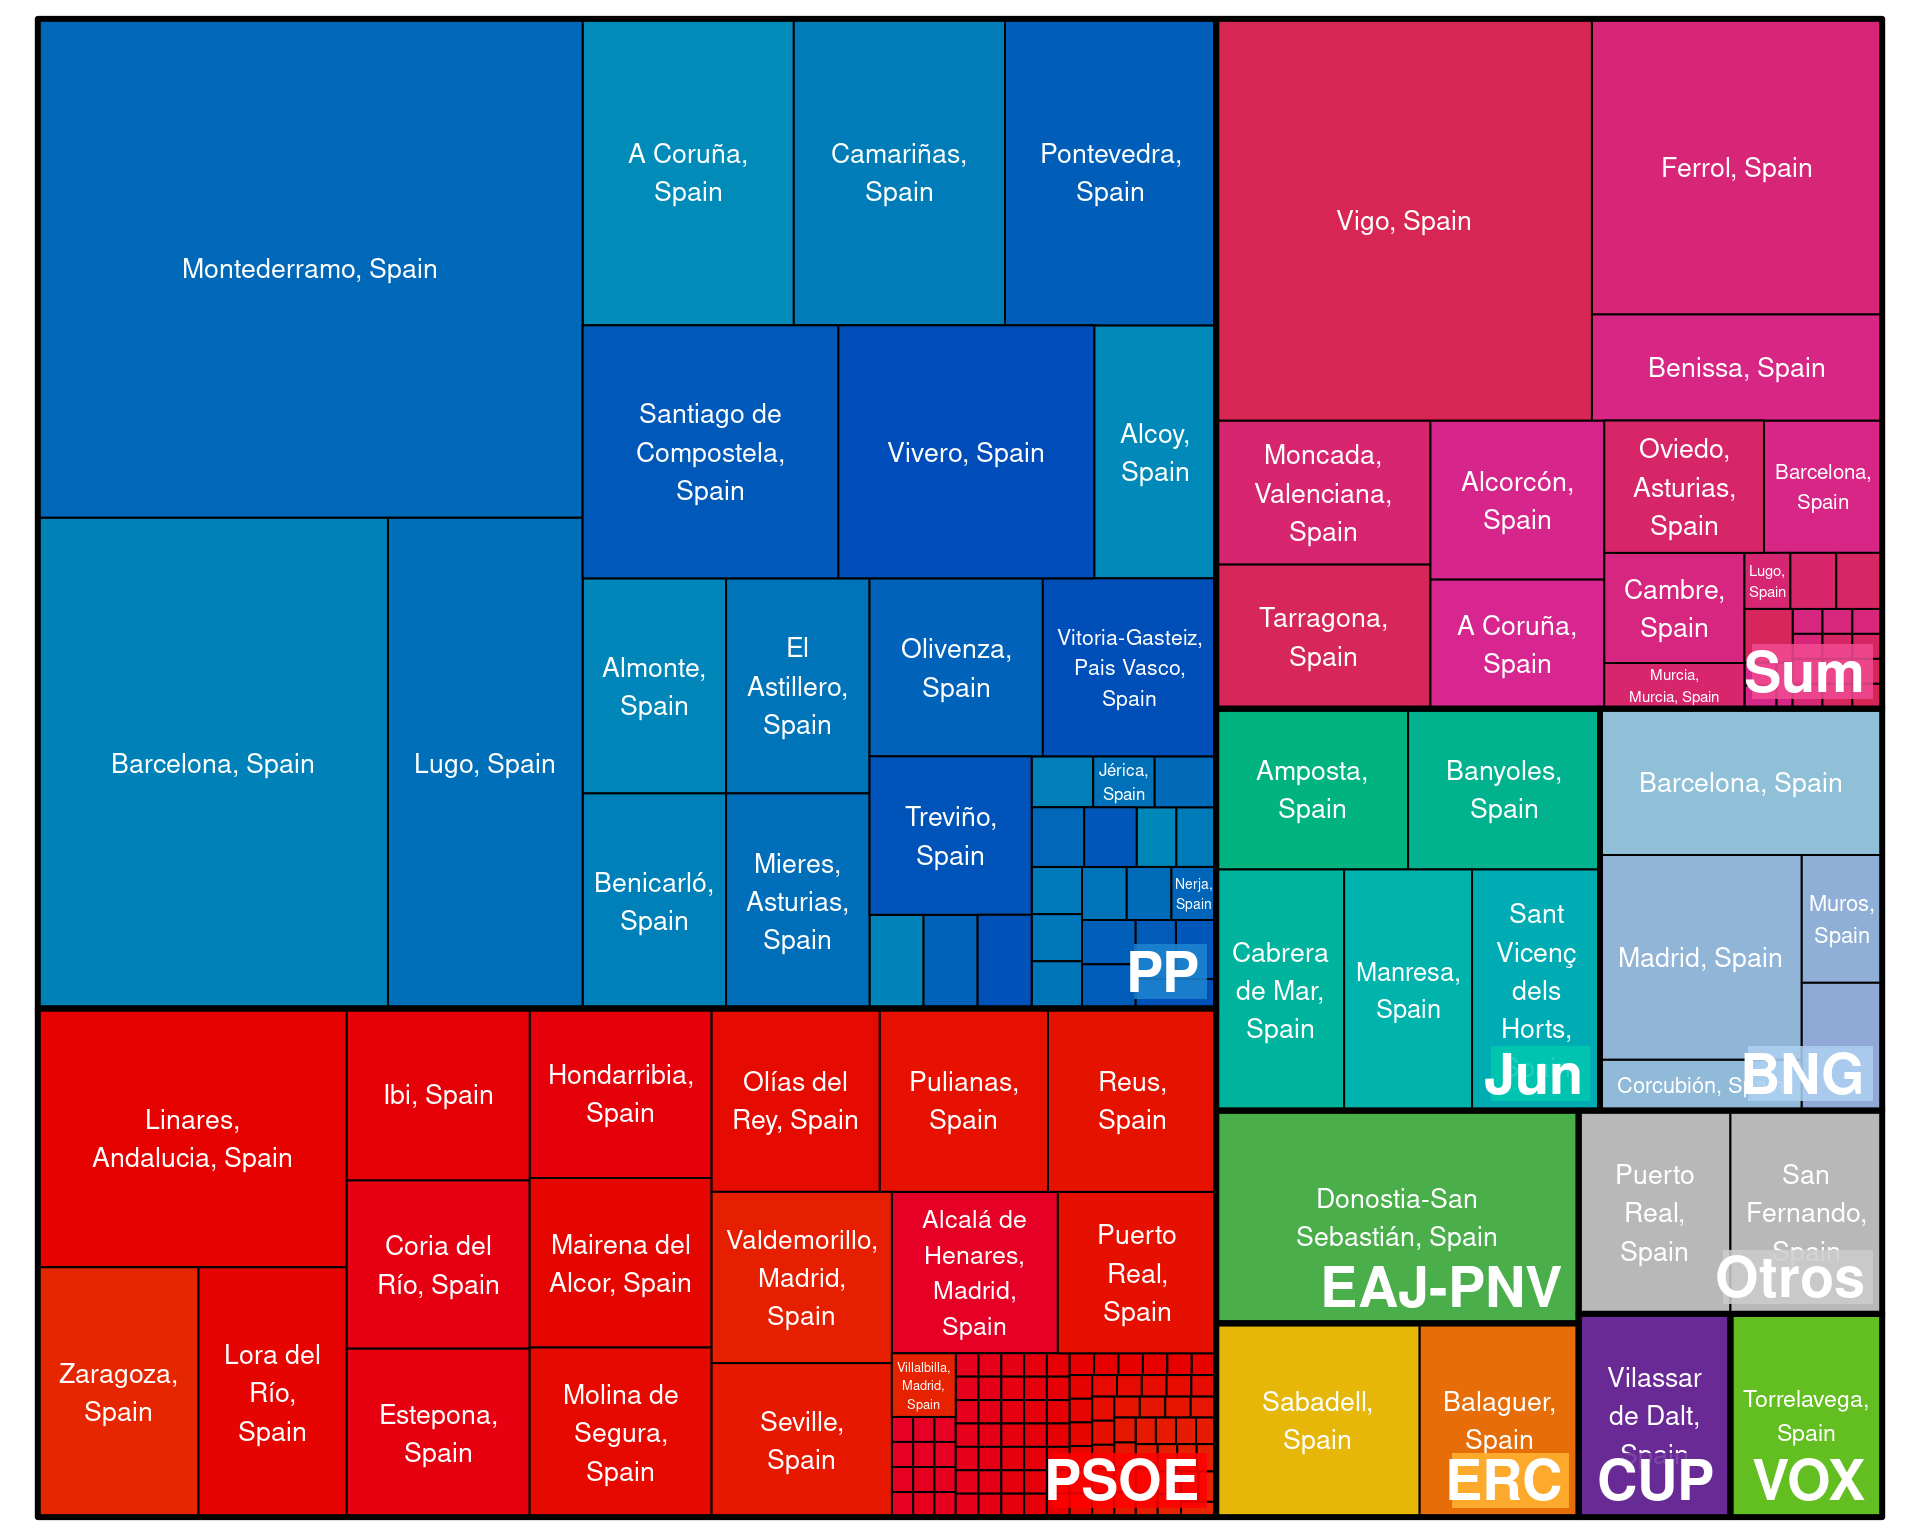 Montederramo, Spain
A Coruña,
Spain
Camariñas,
Spain
Pontevedra,
Spain
Santiago de
Compostela,
Spain
Vivero, Spain
Alcoy,
Spain
Barcelona, Spain
Lugo, Spain
Almonte,
Spain
El
Astillero,
Spain
Olivenza,
Spain
Vitoria-Gasteiz,
Pais Vasco,
Spain
Benicarló,
Spain
Mieres,
Asturias,
Spain
Treviño,
Spain
Jérica,
Spain
Nerja,
Spain
PP
Vigo, Spain
Ferrol, Spain
Benissa, Spain
Moncada,
Valenciana,
Spain
Alcorcón,
Spain
Oviedo,
Asturias,
Spain
Barcelona,
Spain
Tarragona,
Spain
A Coruña,
Spain
Cambre,
Spain
Lugo,
Spain
Murcia,
Murcia, Spain
Sum
Amposta,
Spain
Banyoles,
Spain
Cabrera
de Mar,
Spain
Manresa,
Spain
Sant
Vicenç
dels
Horts,
Jun
Barcelona, Spain
Madrid, Spain
Muros,
Spain
Corcubión, Sp
BNG
Linares,
Andalucia, Spain
Ibi, Spain
Hondarribia,
Spain
Olías del
Rey, Spain
Pulianas,
Spain
Reus,
Spain
Coria del
Río, Spain
Mairena del
Alcor, Spain
Valdemorillo,
Madrid,
Spain
Alcalá de
Henares,
Madrid,
Spain
Puerto
Real,
Spain
Zaragoza,
Spain
Lora del
Río,
Spain
Estepona,
Spain
Molina de
Segura,
Spain
Seville,
Spain
Villalbilla,
Madrid,
Spain
PSOE
Donostia-San
Sebastián, Spain
EAJ-PNV
Puerto
Real,
Spain
San
Fernando,
Spain
Otros
Sabadell,
Spain
Balaguer,
Spain
ERC
Vilassar
de Dalt,
Spain
CUP
Torrelavega,
Spain
VOX